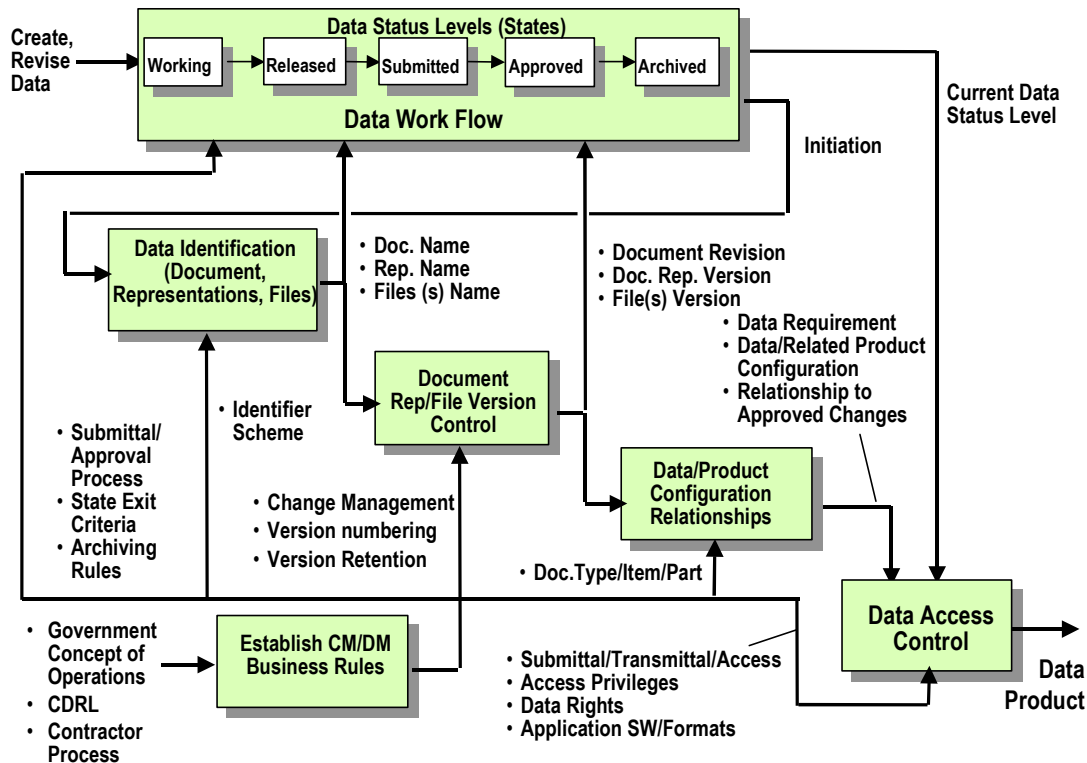 Data Status Levels (States)
Create,
Revise
Data
Working
Released
Submitted
Approved
Archived
Data Work Flow
Current Data
Status Level
Initiation
Data Identification
(Document,
Representations, Files)
• Doc. Name
• Rep. Name
• Files (s) Name
• Document Revision
• Doc. Rep. Version
• File(s) Version
• Data Requirement
• Data/Related Product
Configuration
• Relationship to
Approved Changes
Document
Rep/File Version
Control
• Identifier
Scheme
• Submittal/
Approval
Process
• State Exit
Criteria
• Archiving
Rules
• Change Management
• Version numbering
• Version Retention
Data/Product
Configuration
Relationships
• Doc.Type/Item/Part
• Government
Concept of
Operations
• CDRL
• Contractor
Process
Establish CM/DM
Business Rules
• Submittal/Transmittal/Access
• Access Privileges
• Data Rights
• Application SW/Formats
Data Access
Control
Data
Product